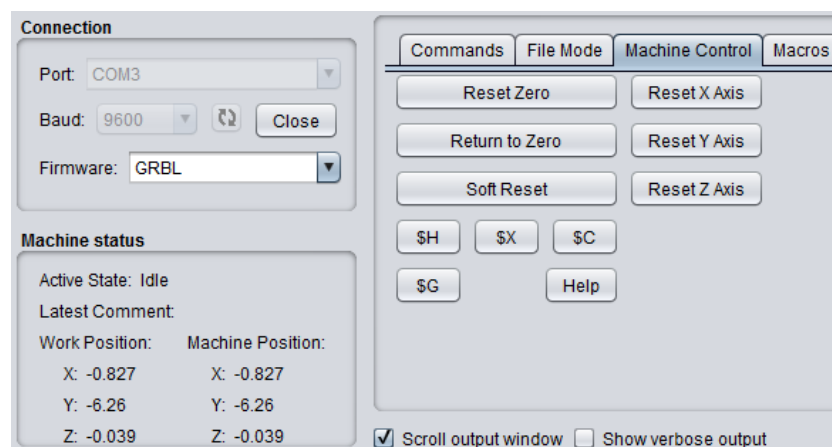 Connection
Port: COM3
Baud: 9600 Close
Firmware: GRBL
Machine status
Active State: Idle
Latest Comment:
Work Position: Machine Position:
X: -0.827 X: -0.827
Y: -6.26 Y: -6.26
Z: -0.039 Z: -0.039
Commands File Mode Machine Control Macros
Reset Zero Reset X Axis
Return to Zero Reset Y Axis
Soft Reset Reset Z Axis
$H $X $C
$G Help
Scroll output window Show verbose output